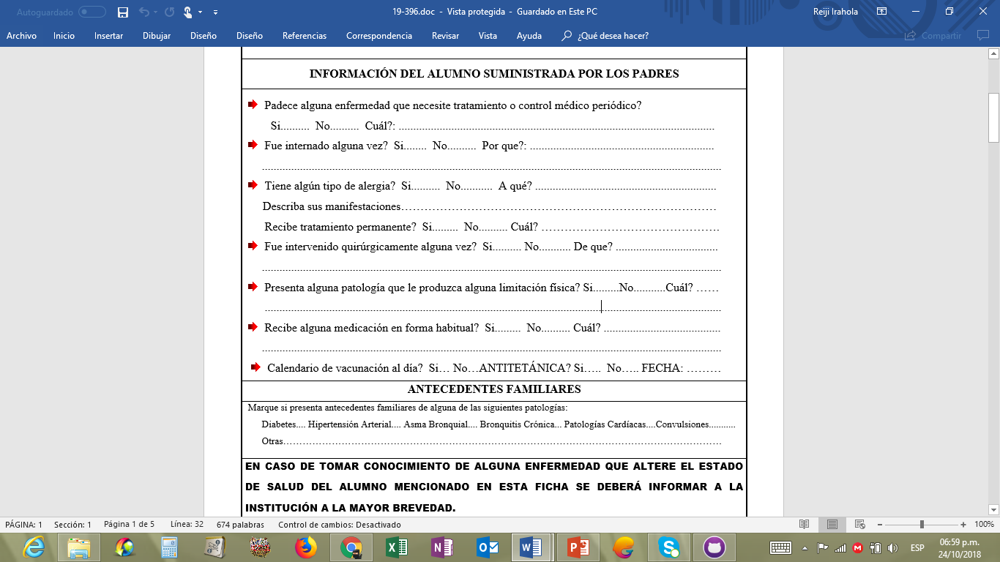 Autoguardado
19-396.doc - Vista protegida - Guardado en Este PC
Reiji Irahola
Archivo Inicio Insertar Dibujar Diseño Diseño Referencias Correspondencia Revisar Vista Ayuda ¿Qué desea hacer? Compartir
INFORMACIÓN DEL ALUMNO SUMINISTRADA POR LOS PADRES
Padece alguna enfermedad que necesite tratamiento o control médico periódico?
Si.......... No.......... Cuál?: ............................................................................................................
Fue internado alguna vez? Si........ No.......... Por que?: ...............................................................
.............................................................................................................................................................
Tiene algún tipo de alergia? Si.......... No........... A qué? ..............................................................
Describa sus manifestaciones………………………………………………………………………
Recibe tratamiento permanente? Si......... No.......... Cuál? ……………………………………….
Fue intervenido quirúrgicamente alguna vez? Si.......... No........... De que? ...................................
.............................................................................................................................................................
Presenta alguna patología que le produzca alguna limitación física? Si.........No...........Cuál? ……
............................................................................................................................................................
Recibe alguna medicación en forma habitual? Si......... No.......... Cuál? ........................................
.............................................................................................................................................................
Calendario de vacunación al día? Si… No…ANTITETÁNICA? Si….. No….. FECHA: ………
ANTECEDENTES FAMILIARES
Marque si presenta antecedentes familiares de alguna de las siguientes patologías:
Diabetes.... Hipertensión Arterial.... Asma Bronquial.... Bronquitis Crónica... Patologías Cardíacas....Convulsiones...........
Otras…………………………………………………………………………………………………………………
EN CASO DE TOMAR CONOCIMIENTO DE ALGUNA ENFERMEDAD QUE ALTERE EL ESTADO
DE SALUD DEL ALUMNO MENCIONADO EN ESTA FICHA SE DEBERÁ INFORMAR A LA
INSTITUCIÓN A LA MAYOR BREVEDAD.
PÁGINA: 1 Sección: 1 Página 1 de 5 Línea: 32 674 palabras Control de cambios: Desactivado 100%
ESP
06:59 p.m.
24/10/2018